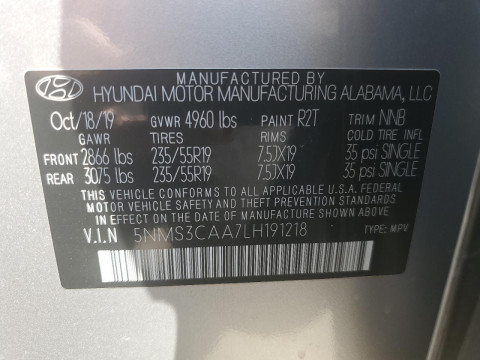 MANUFACTURED BY
HYUNDAI MOTOR MANUFACTURING ALABAMA, LLC
Oct/18/19 GVWR 4960 lbs PAINT R2T TRIM NNB
GAWR TIRES RIMS COLD TIRE INFL
FRONT 2866 lbs 235/55R19 7.5JX19 35 psi SINGLE
REAR 3075 lbs 235/55R19 7.5JX19 35 psi SINGLE
THIS VEHICLE CONFORMS TO ALL APPLICABLE U.S.A. FEDERAL
MOTOR VEHICLE SAFETY, BUMPER, AND THEFT PREVENTION STANDARDS
IN EFFECT ON THE DATE OF MANUFACTURE SHOWN ABOVE.
V.I.N 5NMS3CAA7LH191218 TYPE: MPV